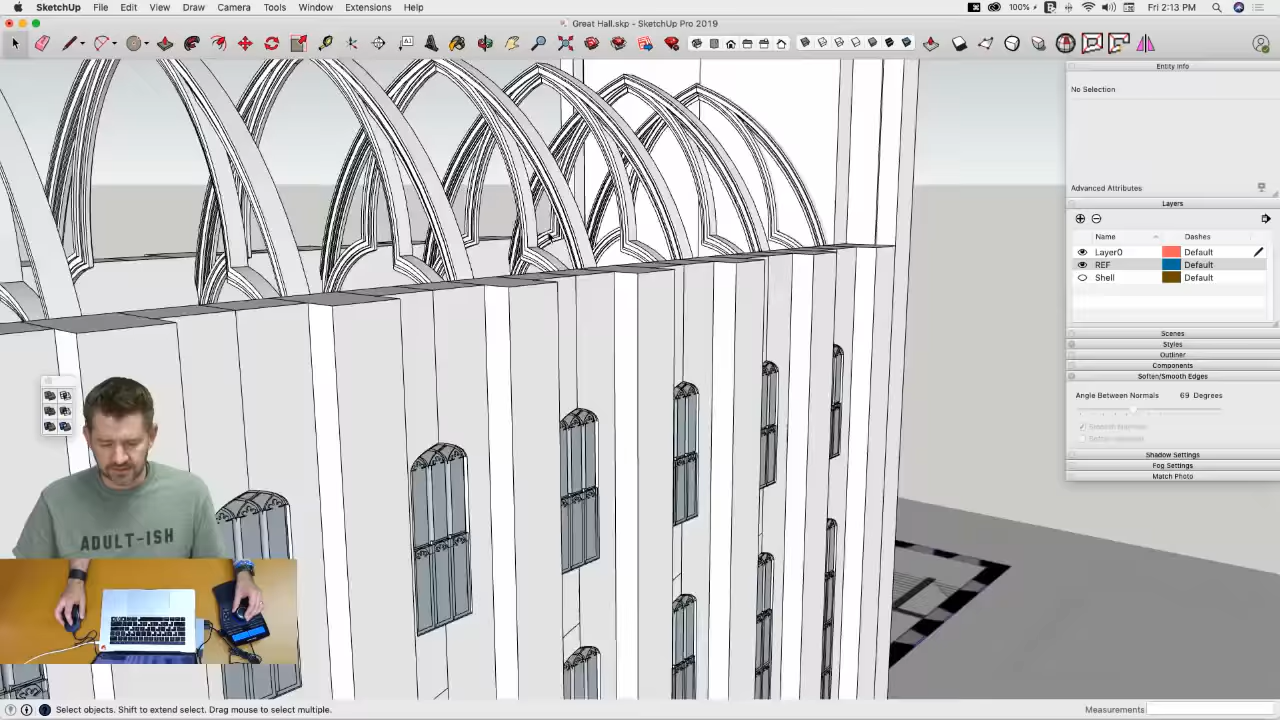 SketchUp File Edit View Draw Camera Tools Window Extensions Help
100% Fri 2:13 PM
Great Hall.skp - SketchUp Pro 2019
Entity Info
No Selection
Advanced Attributes
Layers
Name Dashes
Layer0 Default
REF Default
Shell Default
Scenes
Styles
Outliner
Components
Soften/Smooth Edges
Angle Between Normals 69 Degrees
Shadow Settings
Fog Settings
Match Photo
ADULT-ISH
Select objects. Shift to extend select. Drag mouse to select multiple.
Measurements